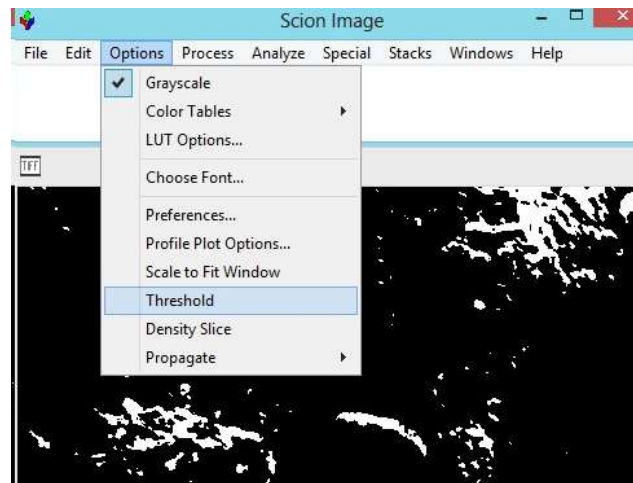 Scion Image
File Edit Options Process Analyze Special Stacks Windows Help
Grayscale
Color Tables
LUT Options...
TIFF
Choose Font...
Preferences...
Profile Plot Options...
Scale to Fit Window
Threshold
Density Slice
Propagate